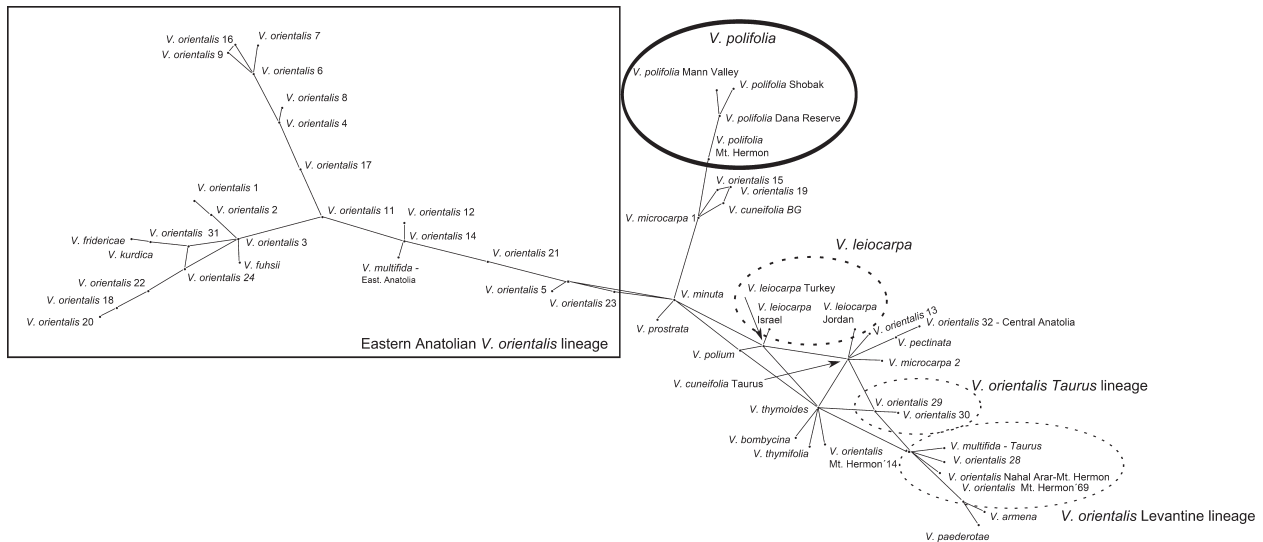 V. orientalis 16
V. orientalis 7
V. orientalis 9
V. orientalis 6
V. orientalis 8
V. orientalis 4
V. orientalis 17
V. orientalis 1
V. orientalis 2
V. orientalis 11
V. orientalis 12
V. orientalis 31
V. orientalis 14
V. fridericae
V. orientalis 3
V. kurdica
V. fuhsii
V. orientalis 24
V. multifida -
East. Anatolia
V. orientalis 21
V. orientalis 22
V. orientalis 18
V. orientalis 20
V. orientalis 5
V. orientalis 23
Eastern Anatolian V. orientalis lineage
V. polifolia
V. polifolia Mann Valley
V. polifolia Shobak
V. polifolia Dana Reserve
V. polifolia
Mt. Hermon
V. orientalis 15
V. orientalis 19
V. cuneifolia BG
V. microcarpa 1
V. leiocarpa
V. minuta
V. leiocarpa Turkey
V. leiocarpa
Israel
V. leiocarpa
Jordan
V. prostrata
V. orientalis 13
V. orientalis 32 - Central Anatolia
V. pectinata
V. polium
V. microcarpa 2
V. cuneifolia Taurus
V. orientalis Taurus lineage
V. thymoides
V. orientalis 29
V. orientalis 30
V. bombycina
V. thymifolia
V. orientalis
Mt. Hermon´14
V. multifida - Taurus
V. orientalis 28
V. orientalis Nahal Arar-Mt. Hermon
V. orientalis Mt. Hermon´69
V. armena
V. orientalis Levantine lineage
V. paederotae